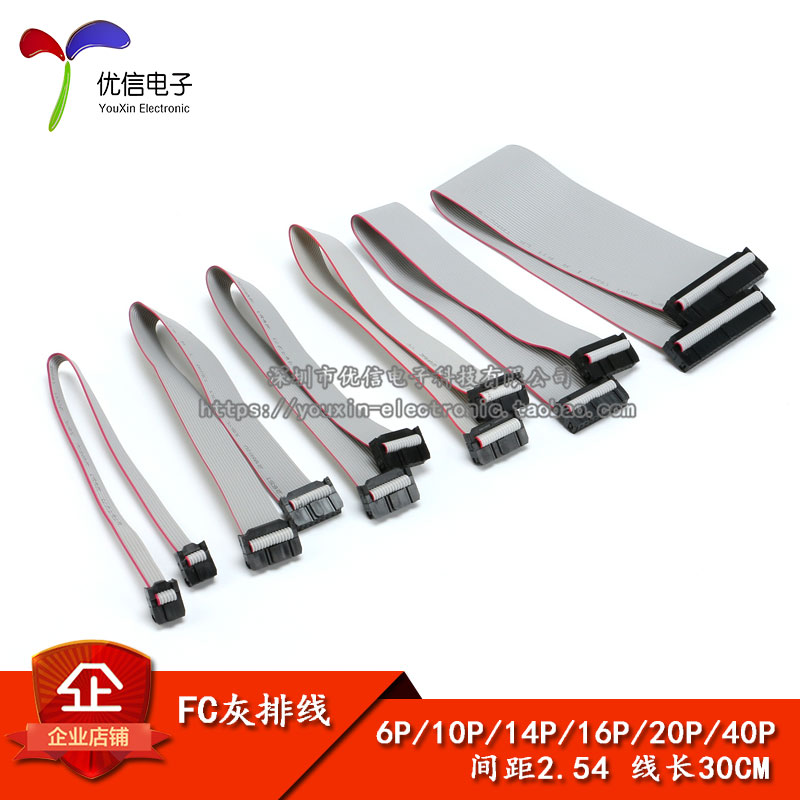 优信电子
YouXin Electronic
深圳市优信电子科技有限公司
https://youxin-electronic.taobao.com
企
企业店铺
FC灰排线
6P/10P/14P/16P/20P/40P
间距2.54 线长30CM